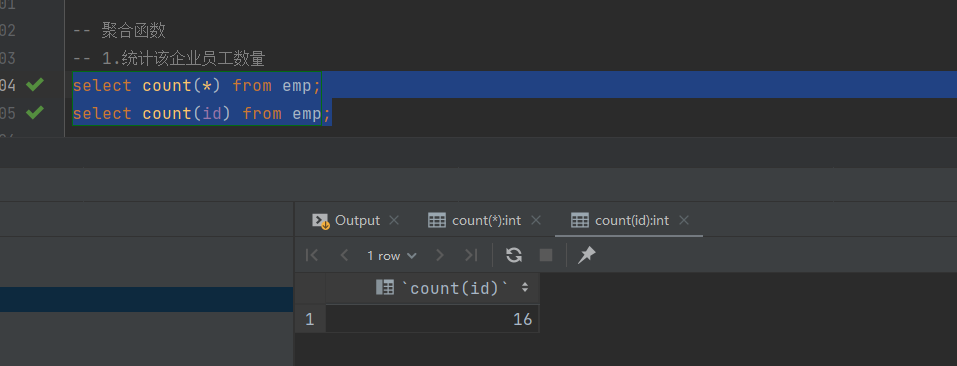 01
02 -- 聚合函数
03 -- 1.统计该企业员工数量
04 select count(*) from emp;
05 select count(id) from emp;
Output count(*):int count(id):int
1 row
`count(id)`
1 16